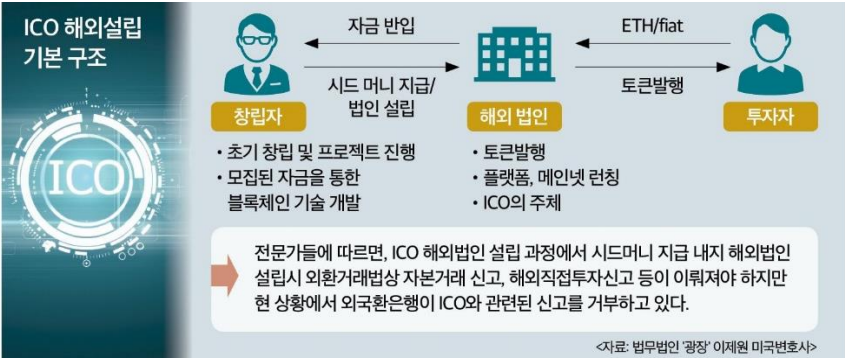 ICO 해외설립
기본 구조
ICO
자금 반입
시드 머니 지급/
법인 설립
ETH/fiat
토큰발행
창립자
해외 법인
투자자
・초기 창립 및 프로젝트 진행
・모집된 자금을 통한
블록체인 기술 개발
・토큰발행
・플랫폼, 메인넷 런칭
・ICO의 주체
전문가들에 따르면, ICO 해외법인 설립 과정에서 시드머니 지급 내지 해외법인
설립시 외환거래법상 자본거래 신고, 해외직접투자신고 등이 이뤄져야 하지만
현 상황에서 외국환은행이 ICO와 관련된 신고를 거부하고 있다.
<자료: 법무법인 '광장' 이제원 미국변호사>